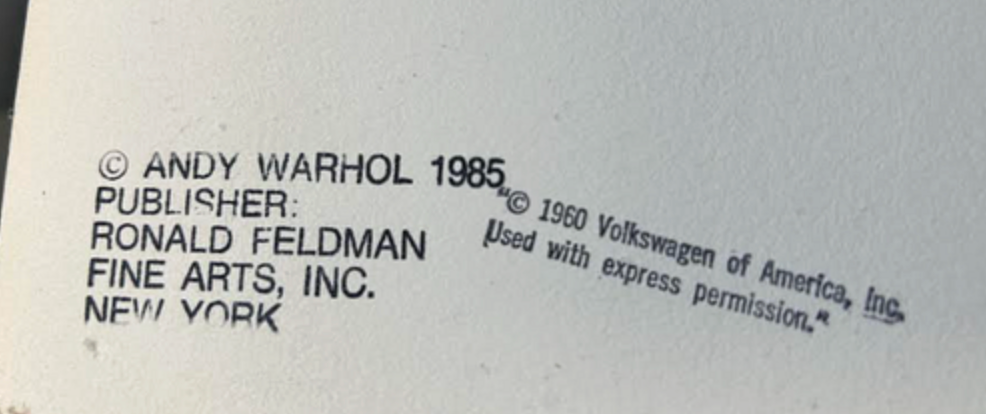 © ANDY WARHOL 1985
PUBLISHER:
RONALD FELDMAN
FINE ARTS, INC.
NEW YORK
"© 1960 Volkswagen of America, Inc.
Used with express permission."